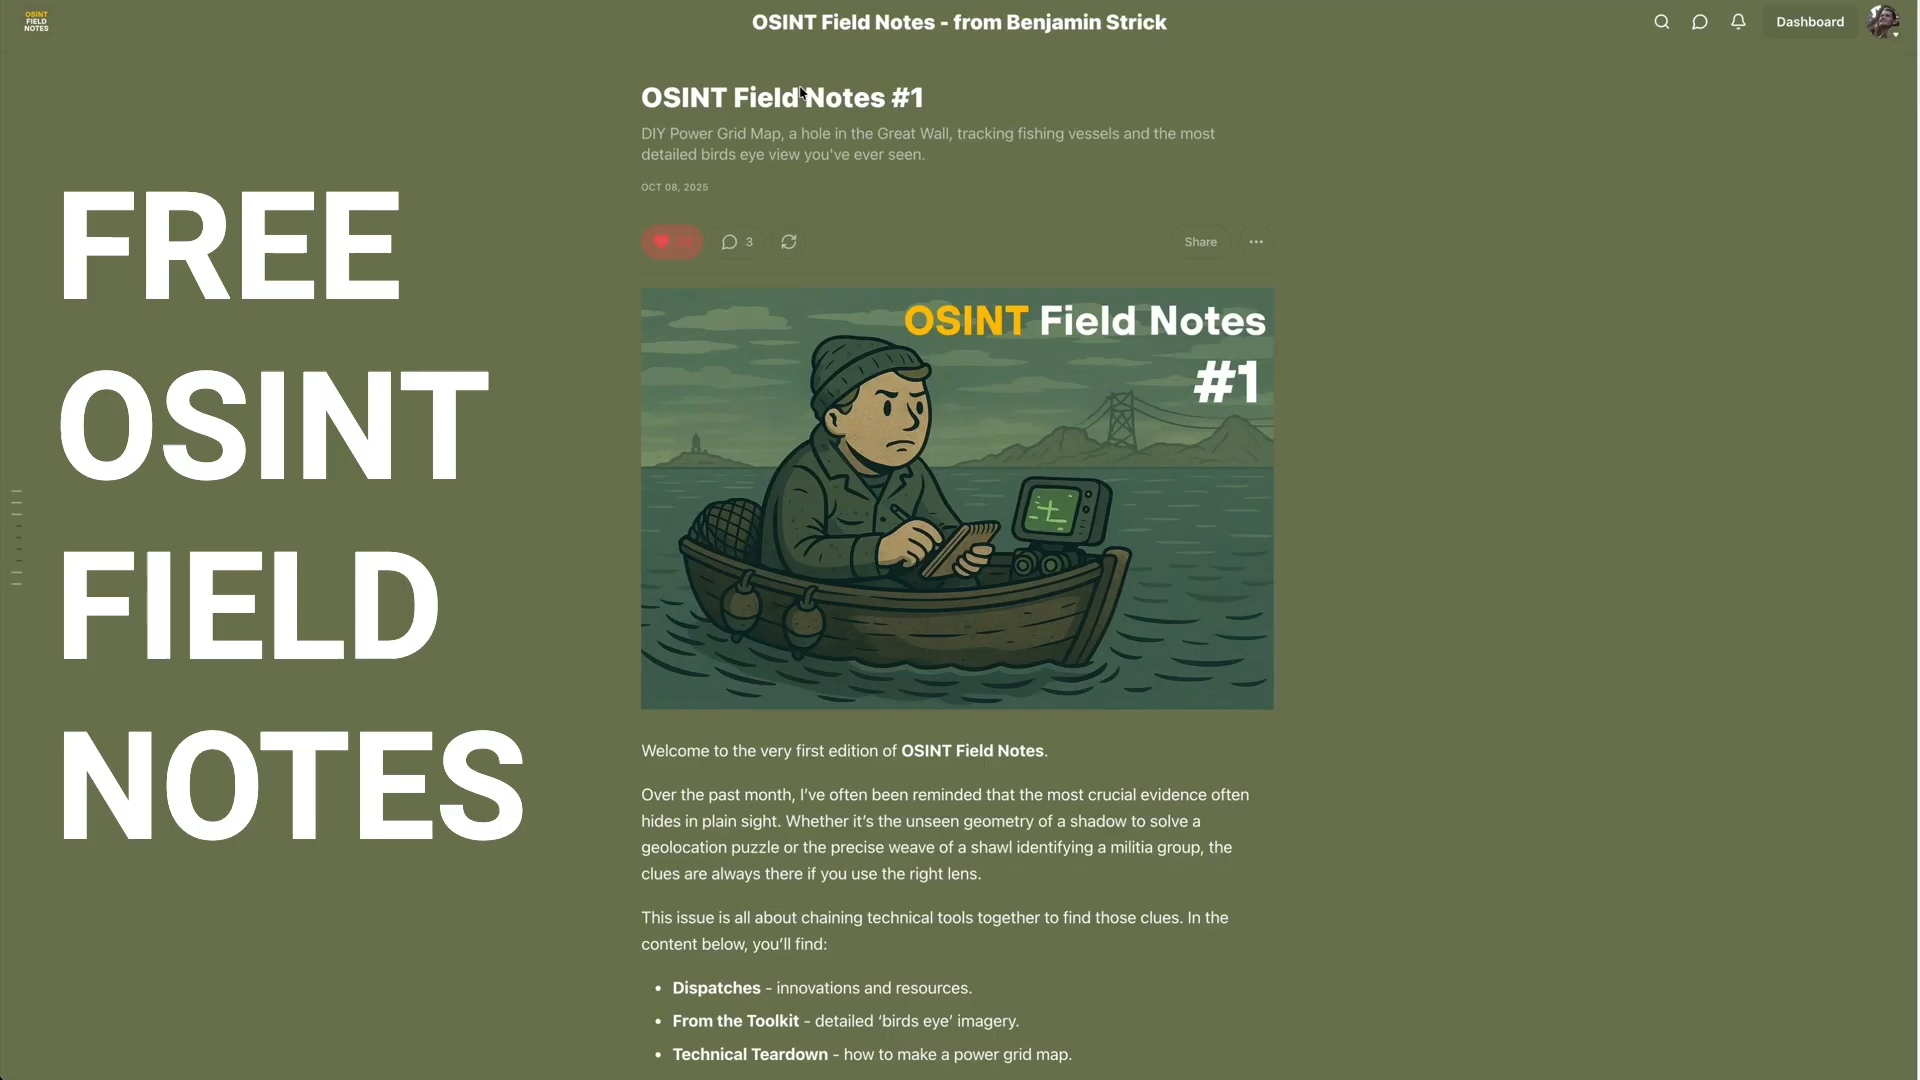 OSINT
FIELD
NOTES
OSINT Field Notes - from Benjamin Strick
Dashboard
OSINT Field Notes #1
DIY Power Grid Map, a hole in the Great Wall, tracking fishing vessels and the most
detailed birds eye view you've ever seen.
OCT 08, 2025
3
Share
FREE
OSINT
FIELD
NOTES
OSINT Field Notes
#1
Welcome to the very first edition of OSINT Field Notes.
Over the past month, I’ve often been reminded that the most crucial evidence often
hides in plain sight. Whether it’s the unseen geometry of a shadow to solve a
geolocation puzzle or the precise weave of a shawl identifying a militia group, the
clues are always there if you use the right lens.
This issue is all about chaining technical tools together to find those clues. In the
content below, you’ll find:
• Dispatches - innovations and resources.
• From the Toolkit - detailed ‘birds eye’ imagery.
• Technical Teardown - how to make a power grid map.